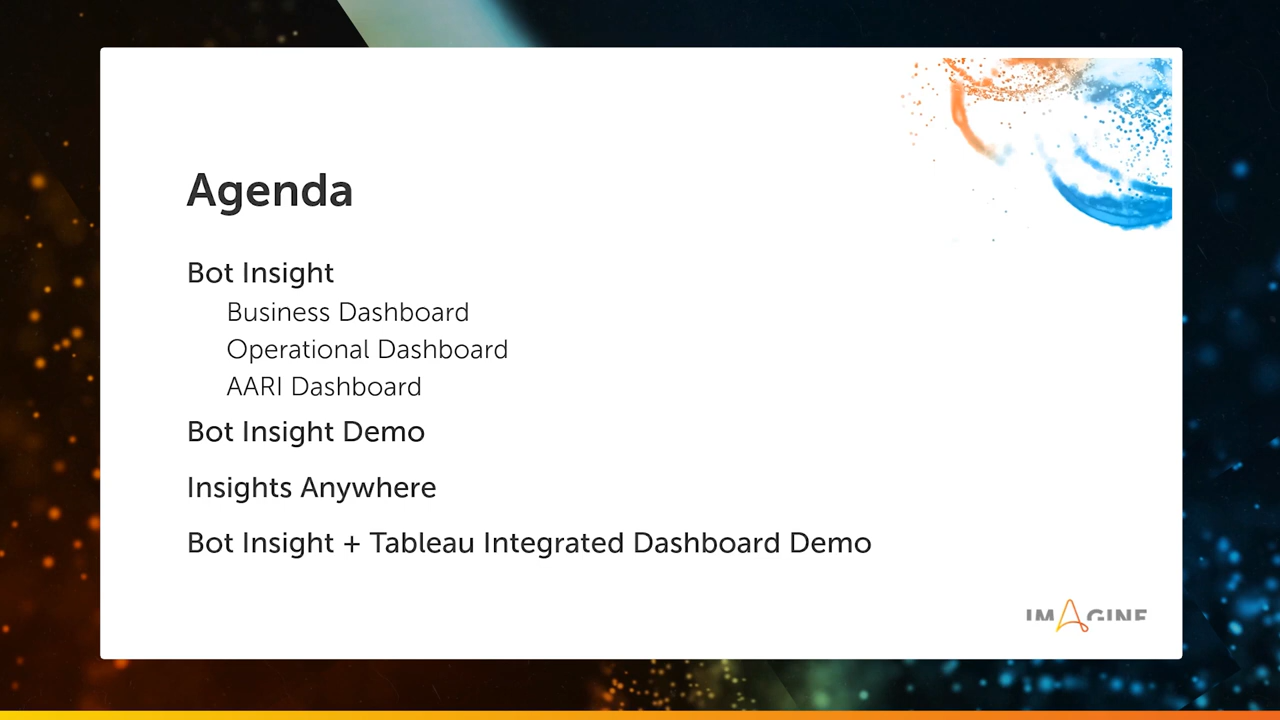 Agenda
Bot Insight
Business Dashboard
Operational Dashboard
AARI Dashboard
Bot Insight Demo
Insights Anywhere
Bot Insight + Tableau Integrated Dashboard Demo
IMAGINE